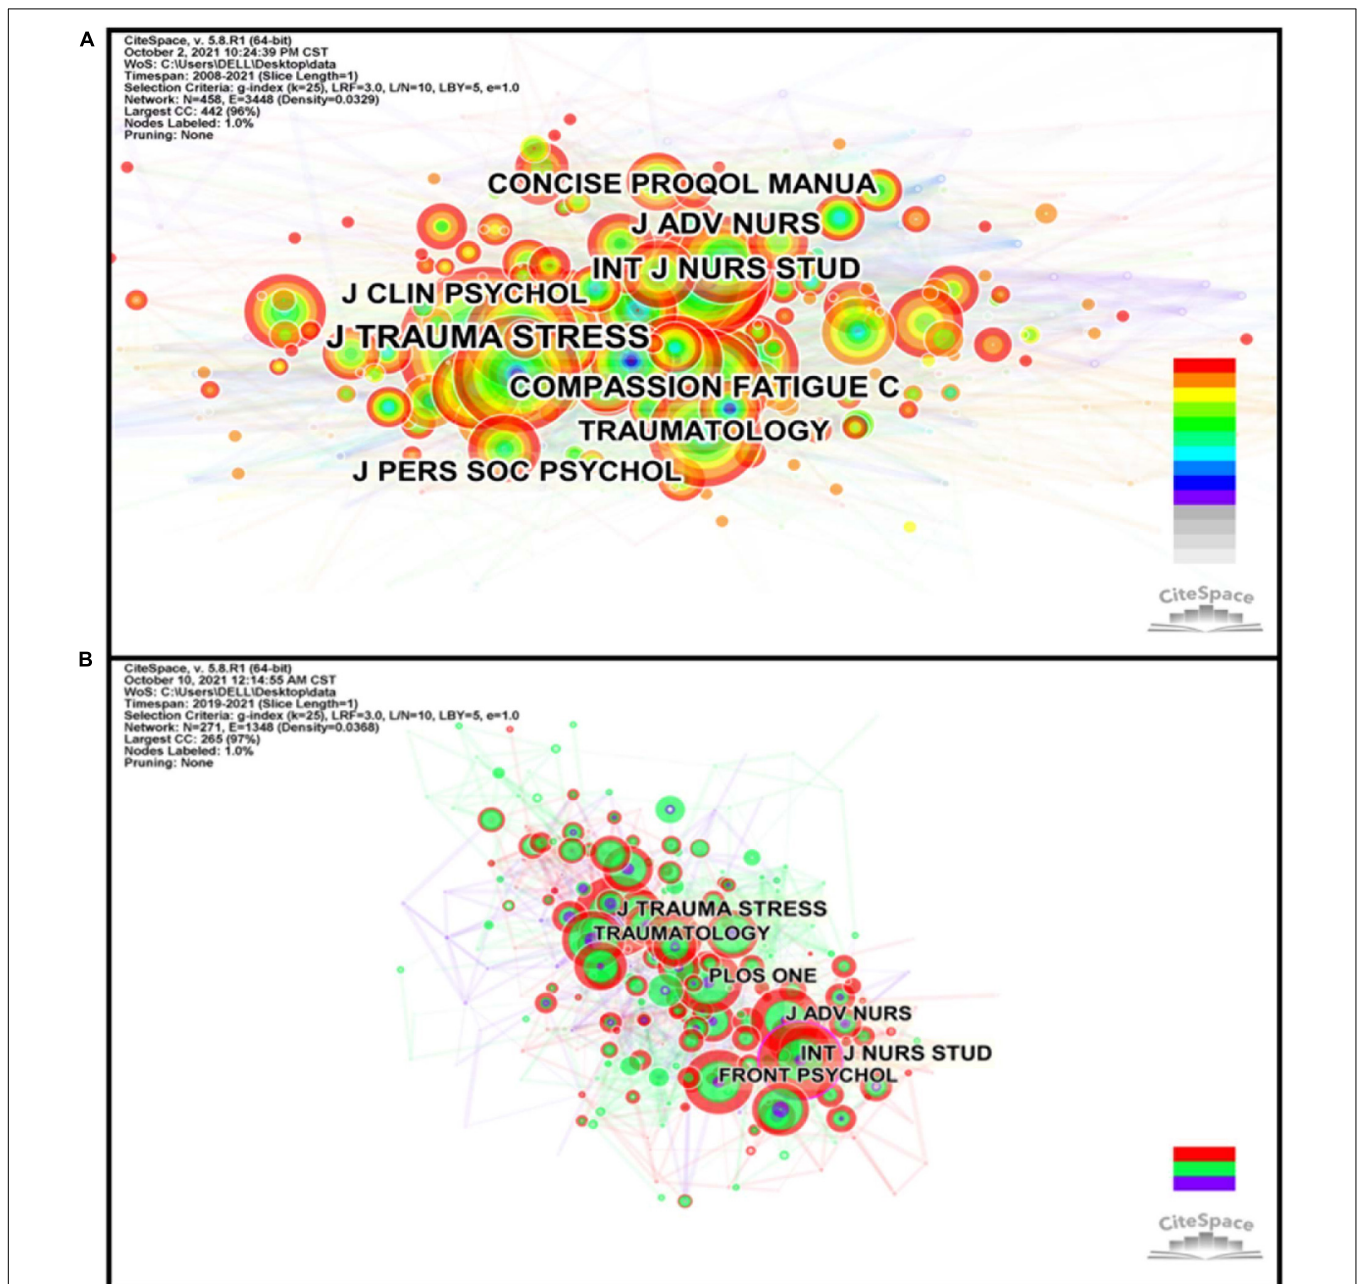 A
CiteSpace, v. 5.8.R1 (64-bit)
October 2, 2021 10:24:39 PM CST
WoS: C:\Users\DELL\Desktop\data
Timespan: 2008-2021 (Slice Length=1)
Selection Criteria: g-index (k=25), LRF=3.0, L/N=10, LBY=5, e=1.0
Network: N=458, E=3448 (Density=0.0329)
Largest CC: 442 (96%)
Nodes Labeled: 1.0%
Pruning: None
CONCISE PROQOL MANUA
J ADV NURS
INT J NURS STUD
J CLIN PSYCHOL
J TRAUMA STRESS
COMPASSION FATIGUE C
TRAUMATOLOGY
J PERS SOC PSYCHOL
CiteSpace
B
CiteSpace, v. 5.8.R1 (64-bit)
October 10, 2021 12:14:55 AM CST
WoS: C:\Users\DELL\Desktop\data
Timespan: 2019-2021 (Slice Length=1)
Selection Criteria: g-index (k=25), LRF=3.0, L/N=10, LBY=5, e=1.0
Network: N=271, E=1348 (Density=0.0368)
Largest CC: 265 (97%)
Nodes Labeled: 1.0%
Pruning: None
J TRAUMA STRESS
TRAUMATOLOGY
PLOS ONE
J ADV NURS
INT J NURS STUD
FRONT PSYCHOL
CiteSpace